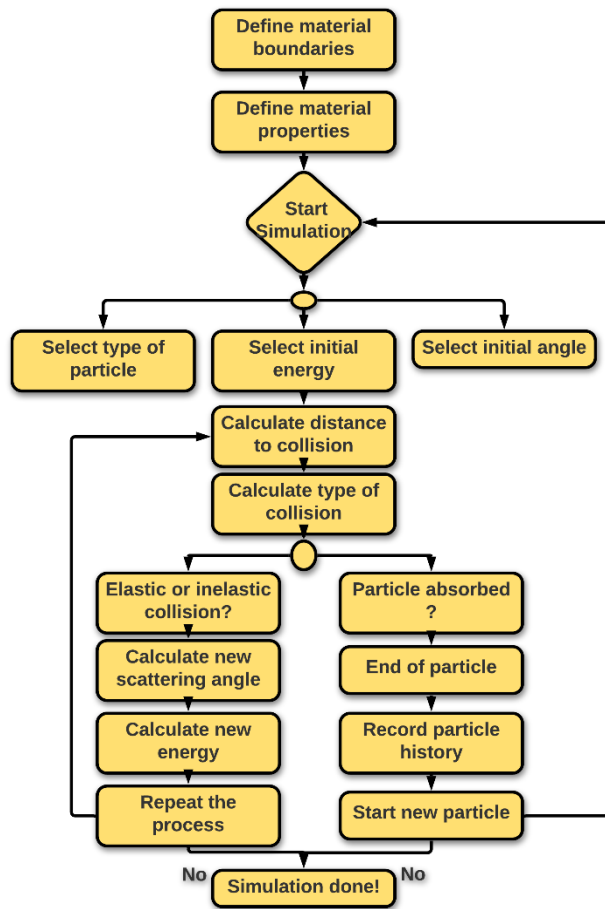 Define material
boundaries
Define material
properties
Start
Simulation
Select type of
particle
Select initial
energy
Select initial angle
Calculate distance
to collision
Calculate type of
collision
Elastic or inelastic
collision?
Particle absorbed
?
Calculate new
scattering angle
End of particle
Calculate new
energy
Record particle
history
Repeat the
process
Start new particle
No
No
Simulation done!